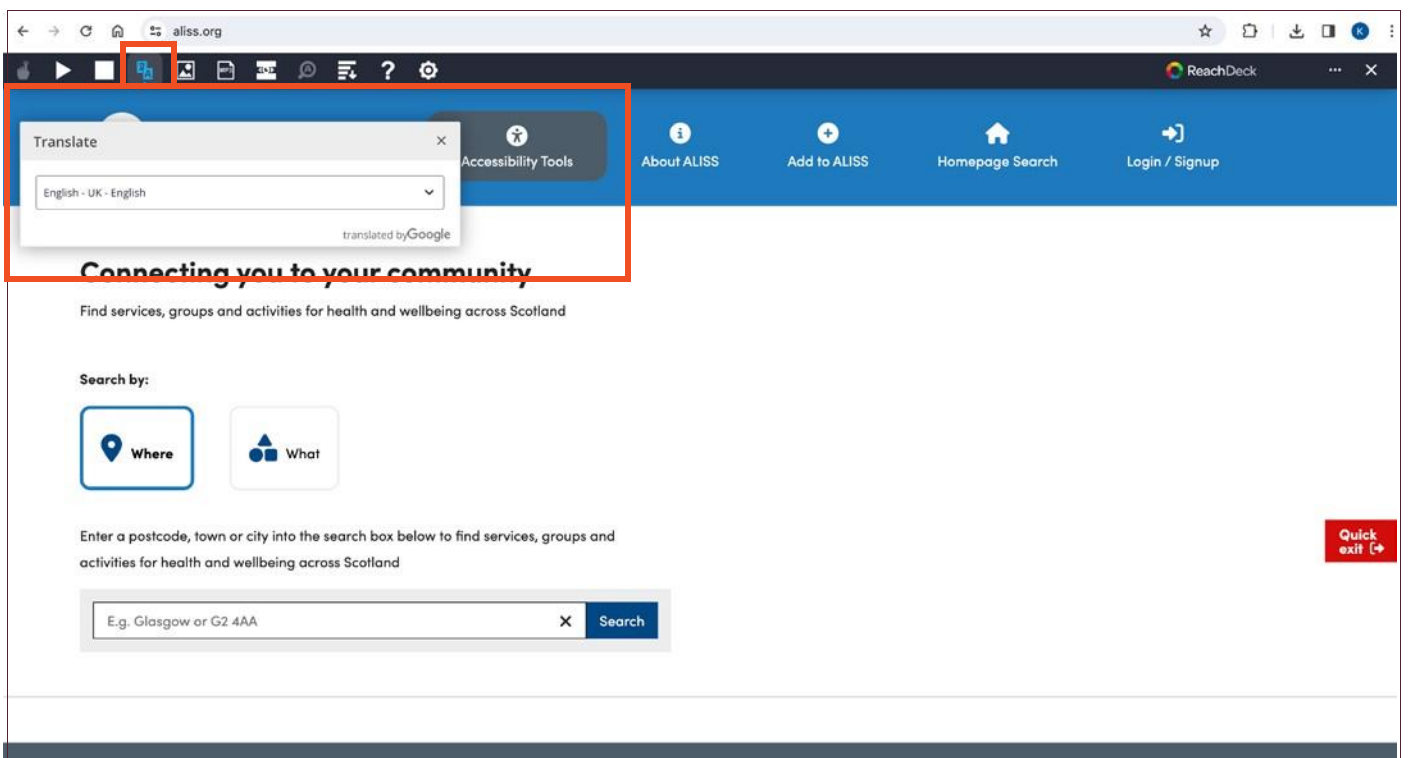 aliss.org
K
MP3
ReachDeck
Translate
English - UK - English
translated by Google
Accessibility Tools
About ALISS
Add to ALISS
Homepage Search
Login / Signup
Connecting you to your community
Find services, groups and activities for health and wellbeing across Scotland
Search by:
Where
What
Enter a postcode, town or city into the search box below to find services, groups and
activities for health and wellbeing across Scotland
E.g. Glasgow or G2 4AA
Search
Quick
exit